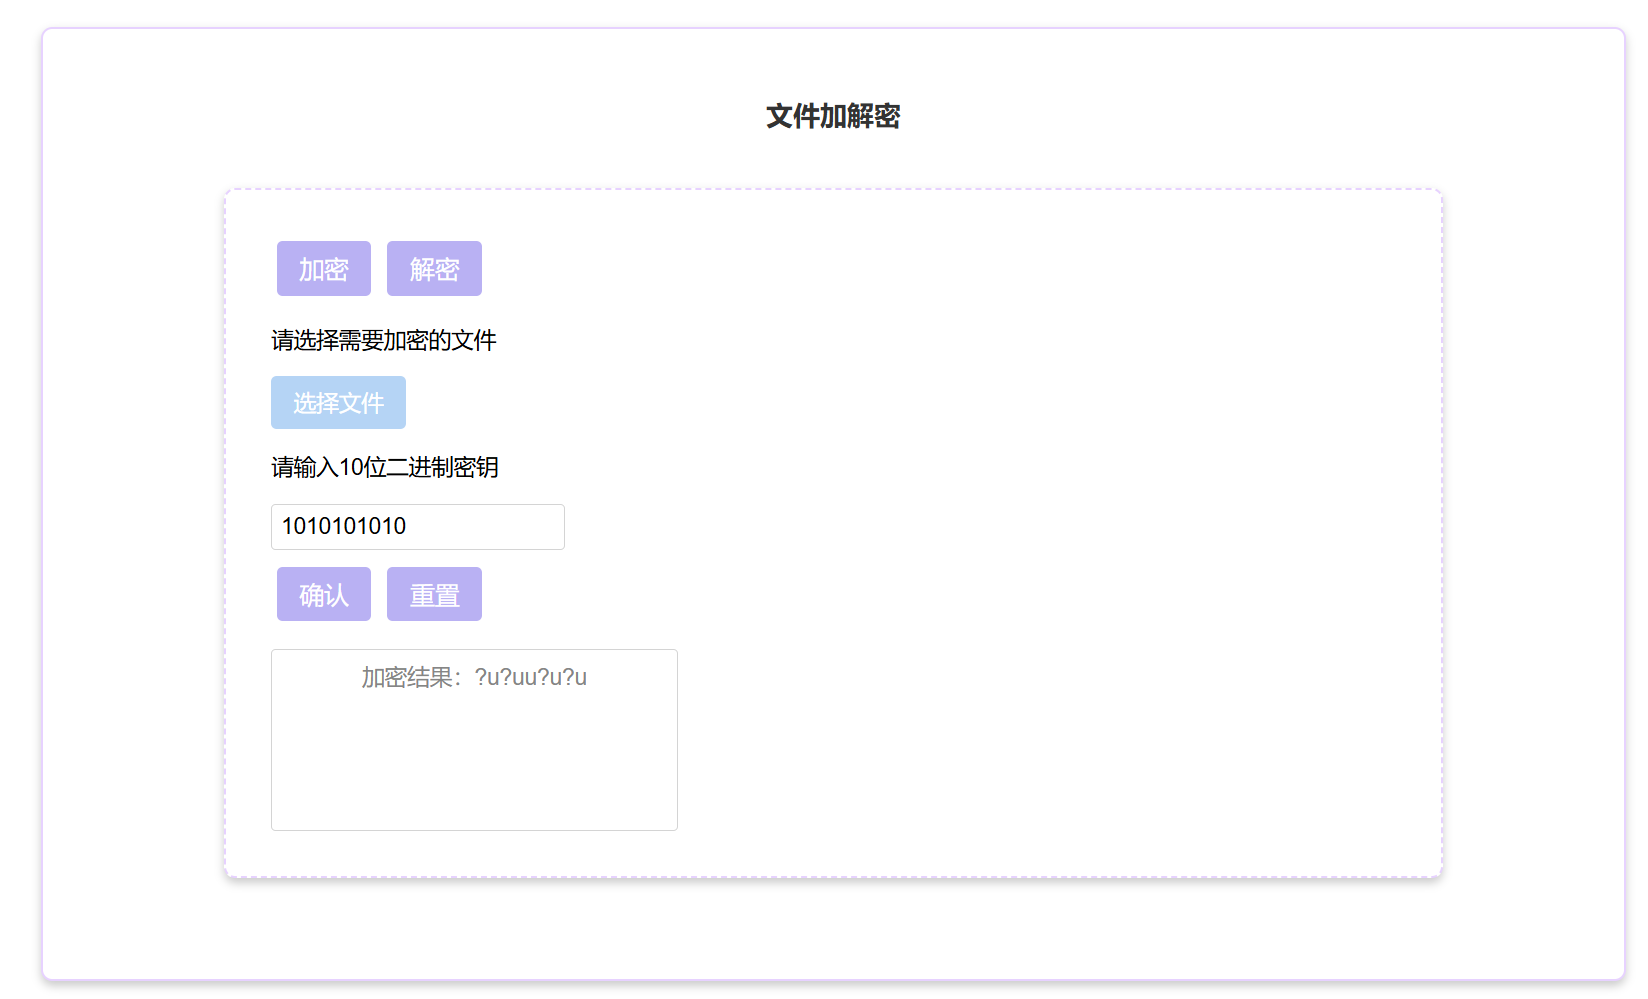 文件加解密
加密 解密
请选择需要加密的文件
选择文件
请输入10位二进制密钥
1010101010
确认 重置
加密结果：?u?uu?u?u